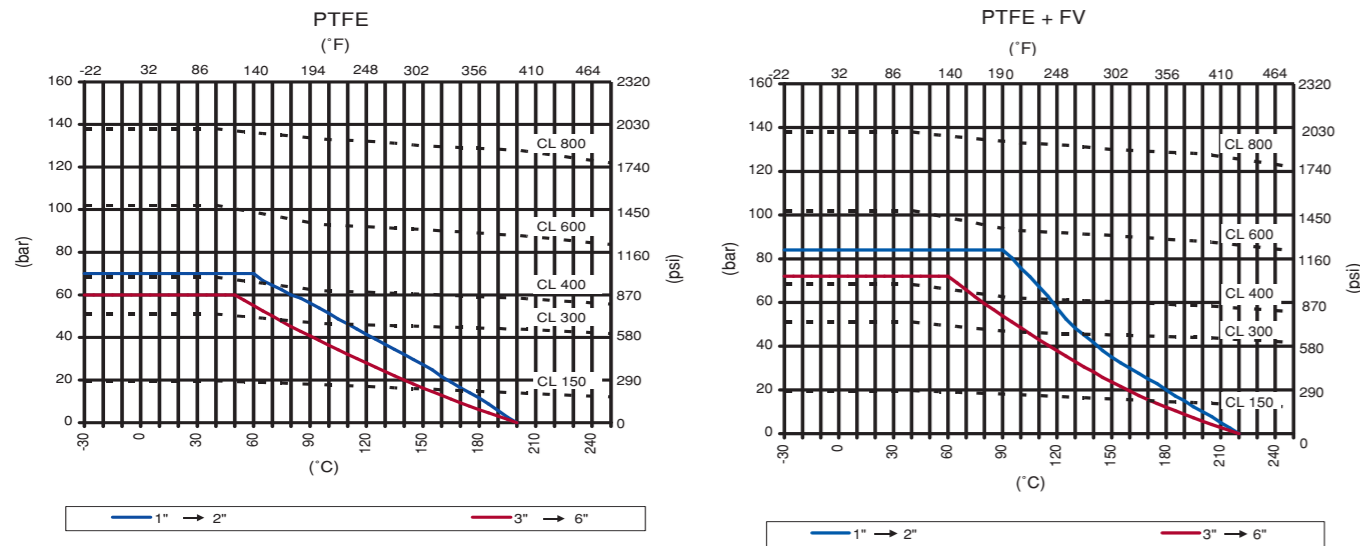 PTFE
(˚F)
-22 32 86 140 194 248 302 356 410 464
160 2320
140 2030
CL 800
120 1740
100 1450
CL 600
80 1160
(bar) (psi)
CL 400
60 870
CL 300
40 580
20 290
CL 150
0 0
-30 0 30 60 90 120 150 180 210 240
(˚C)
1" → 2" 3" → 6"
PTFE + FV
(˚F)
-22 32 86 140 190 248 302 356 410 464
160 2320
140 2030
CL 800
120 1740
100 1450
CL 600
80 1160
(bar) (psi)
CL 400
60 870
CL 300
40 580
20 290
CL 150
0 0
-30 0 30 60 90 120 150 180 210 240
(˚C)
1" → 2" 3" → 6"